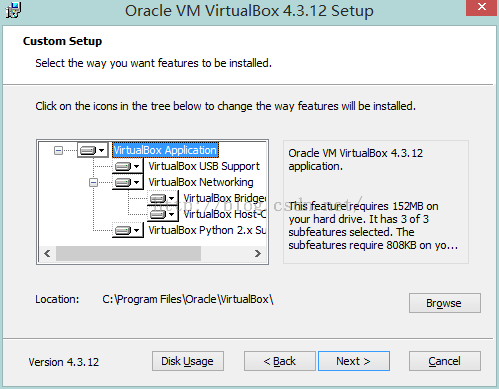 Oracle VM VirtualBox 4.3.12 Setup
Custom Setup
Select the way you want features to be installed.
Click on the icons in the tree below to change the way features will be installed.
VirtualBox Application
VirtualBox USB Support
VirtualBox Networking
VirtualBox Bridge
VirtualBox Host-O
VirtualBox Python 2.x Su
Oracle VM VirtualBox 4.3.12
application.
This feature requires 152MB on
your hard drive. It has 3 of 3
subfeatures selected. The
subfeatures require 808KB on yo...
http://blog.csdn.net/
Location: C:\Program Files\Oracle\VirtualBox\
Browse
Version 4.3.12
Disk Usage
< Back
Next >
Cancel